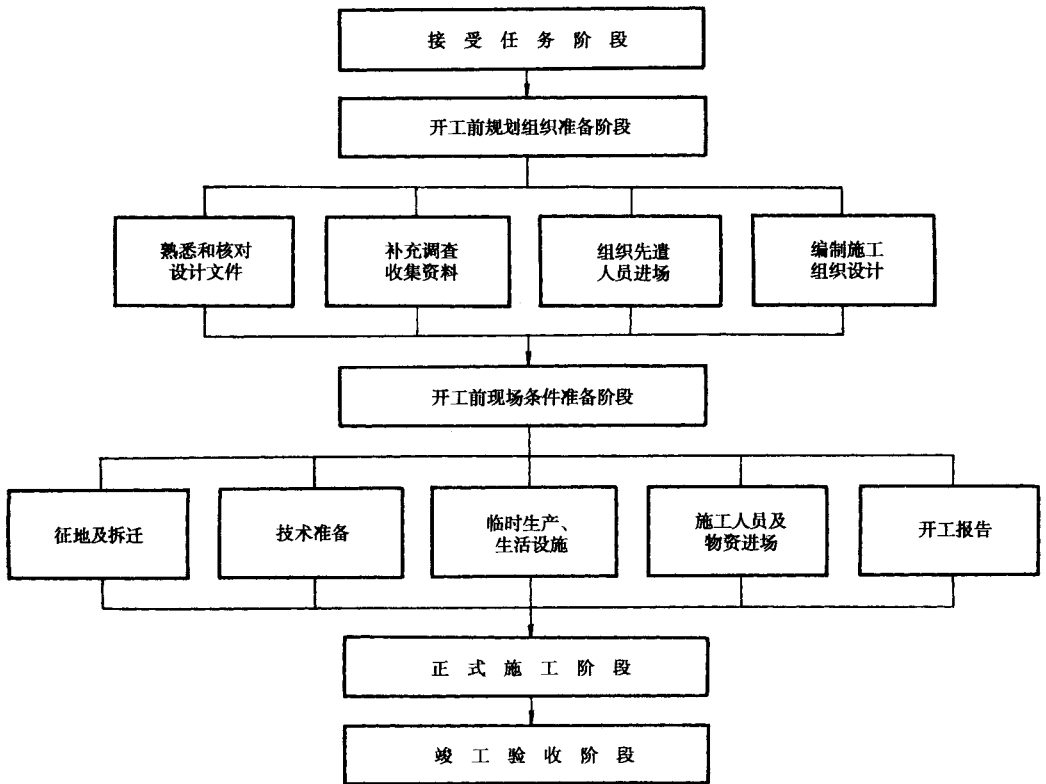 接受任务阶段
开工前规划组织准备阶段
熟悉和核对
设计文件
补充调查
收集资料
组织先遣
人员进场
编制施工
组织设计
开工前现场条件准备阶段
征地及拆迁
技术准备
临时生产、
生活设施
施工人员及
物资进场
开工报告
正式施工阶段
竣工验收阶段